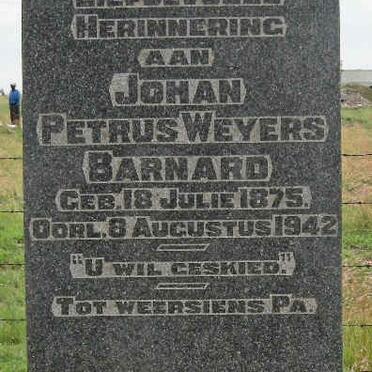 HERINNERING
AAN
JOHAN
PETRUS WEYERS
BARNARD
GEB. 18 JULIE 1875.
OORL. 8 AUGUSTUS 1942
"U WIL GESKIED."
TOT WEERSIENS PA.